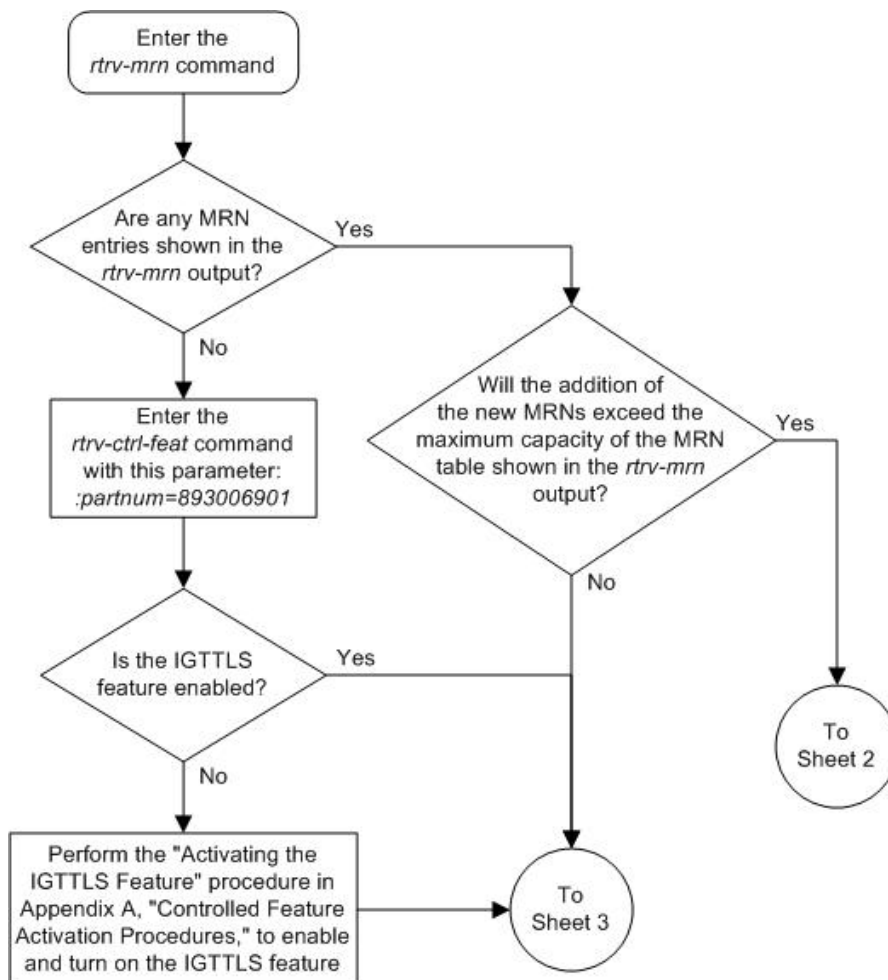 Enter the
rtrv-mrn
command
Are any MRN
entries shown in the
rtrv-mrn output?
Yes
No
Will the addition of
the new MRNs exceed the
maximum capacity of the MRN
table shown in the rtrv-mrn
output?
Yes
No
Enter the
rtrv-ctrl-feat command
with this parameter:
:partnum=893006901
Is the IGTTLS
feature enabled?
Yes
No
To
Sheet 2
Perform the "Activating the
IGTTLS Feature" procedure in
Appendix A, "Controlled Feature
Activation Procedures," to enable
and turn on the IGTTLS feature
To
Sheet 3